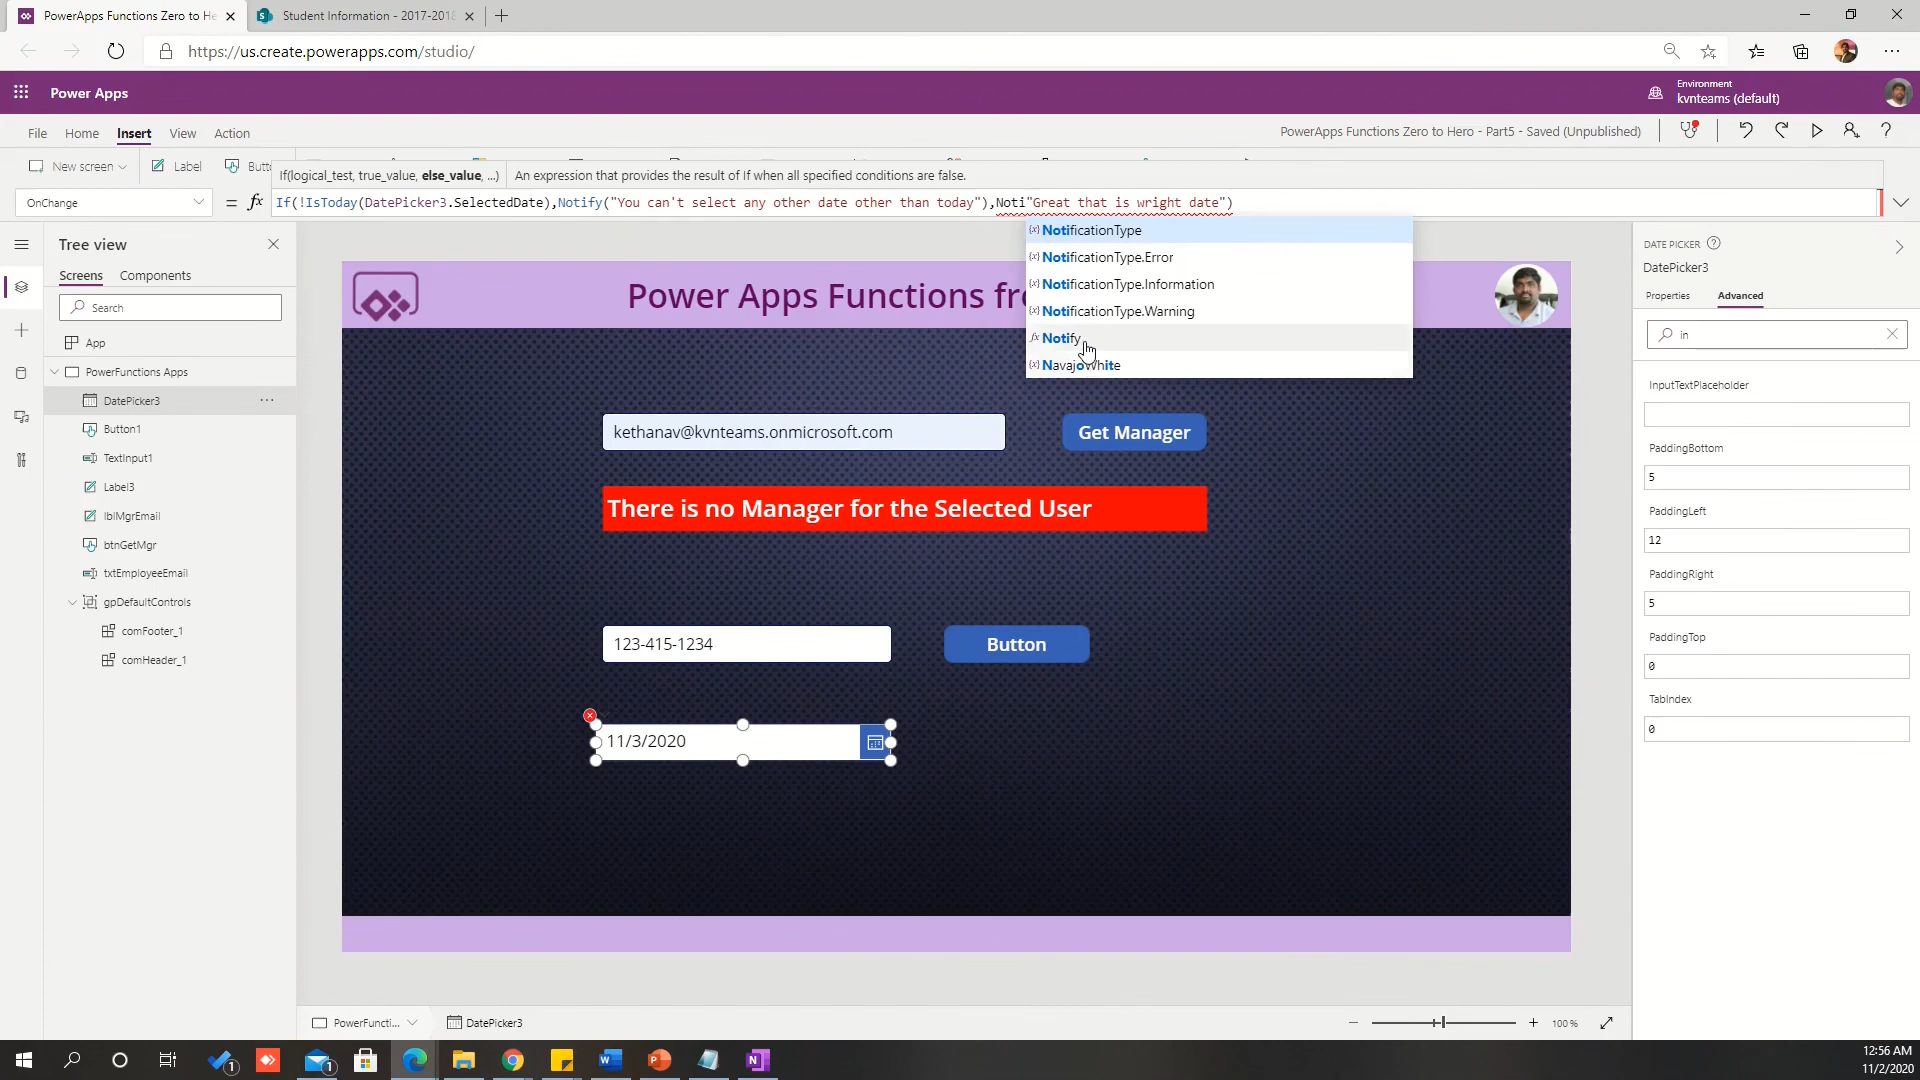 PowerApps Functions Zero to He
Student Information - 2017-2018
https://us.create.powerapps.com/studio/
Power Apps
Environment
kvnteams (default)
File
Home
Insert
View
Action
PowerApps Functions Zero to Hero - Part5 - Saved (Unpublished)
New screen
Label
If(logical_test, true_value, else_value, ...)
An expression that provides the result of If when all specified conditions are false.
OnChange
= fx
If(!IsToday(DatePicker3.SelectedDate),Notify("You can't select any other date other than today"),Noti"Great that is wright date")
Tree view
Screens
Components
Search
App
PowerFunctions Apps
DatePicker3
...
Button1
TextInput1
Label3
lblMgrEmail
btnGetMgr
txtEmployeeEmail
gpDefaultControls
comFooter_1
comHeader_1
NotificationType
NotificationType.Error
NotificationType.Information
NotificationType.Warning
Notify
NavajoWhite
Power Apps Functions
kethanav@kvnteams.onmicrosoft.com
Get Manager
There is no Manager for the Selected User
123-415-1234
Button
11/3/2020
DATE PICKER
DatePicker3
Properties
Advanced
in
InputTextPlaceholder
PaddingBottom
5
PaddingLeft
12
PaddingRight
5
PaddingTop
0
TabIndex
0
PowerFuncti...
DatePicker3
100 %
12:56 AM
11/2/2020